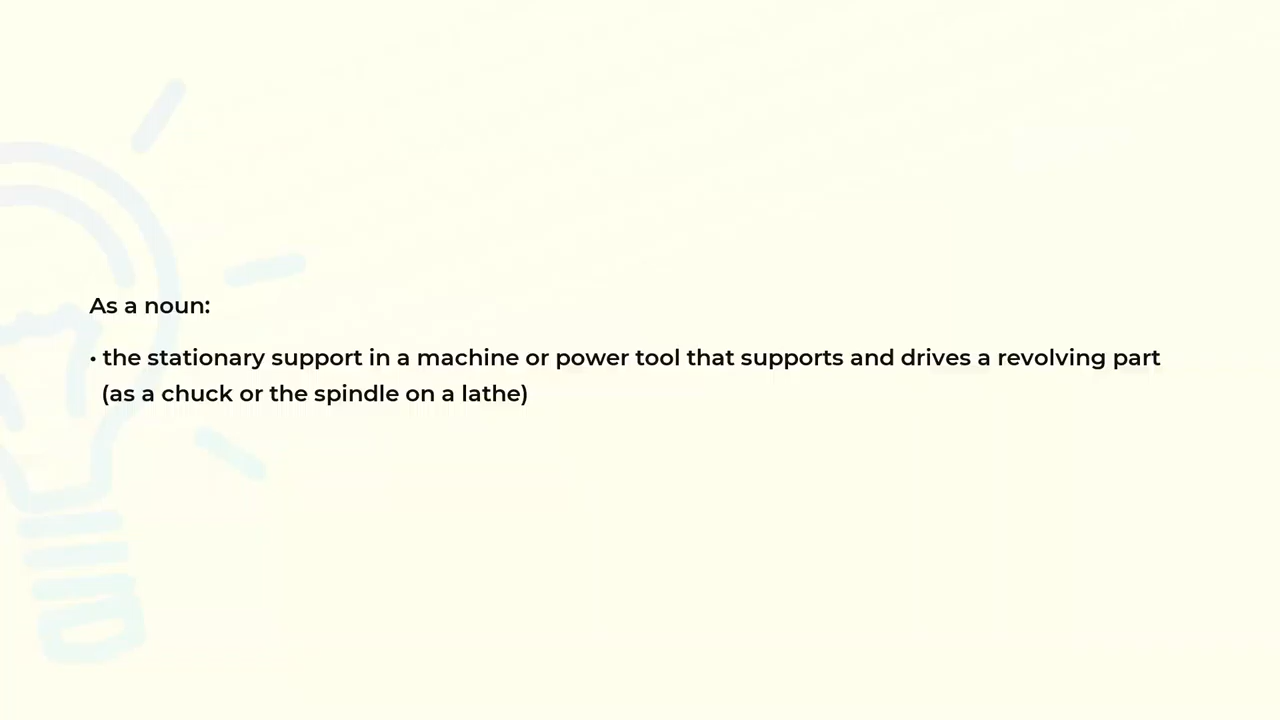 As a noun:
• the stationary support in a machine or power tool that supports and drives a revolving part
(as a chuck or the spindle on a lathe)